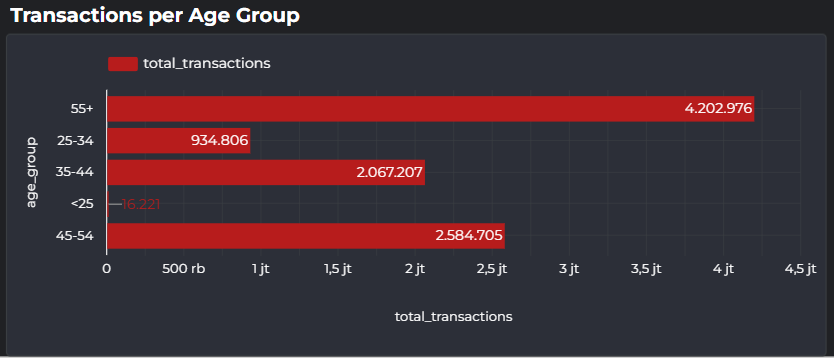 Transactions per Age Group
total_transactions
55+
4.202.976
25-34
934.806
35-44
2.067.207
<25
16.221
45-54
2.584.705
age_group
0
500 rb
1 jt
1,5 jt
2 jt
2,5 jt
3 jt
3,5 jt
4 jt
4,5 jt
total_transactions